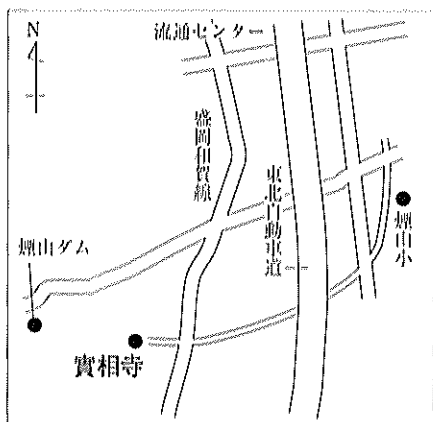 N
流通センター
盛岡和賀線
東北自動車道
煙山小
煙山ダム
實相寺